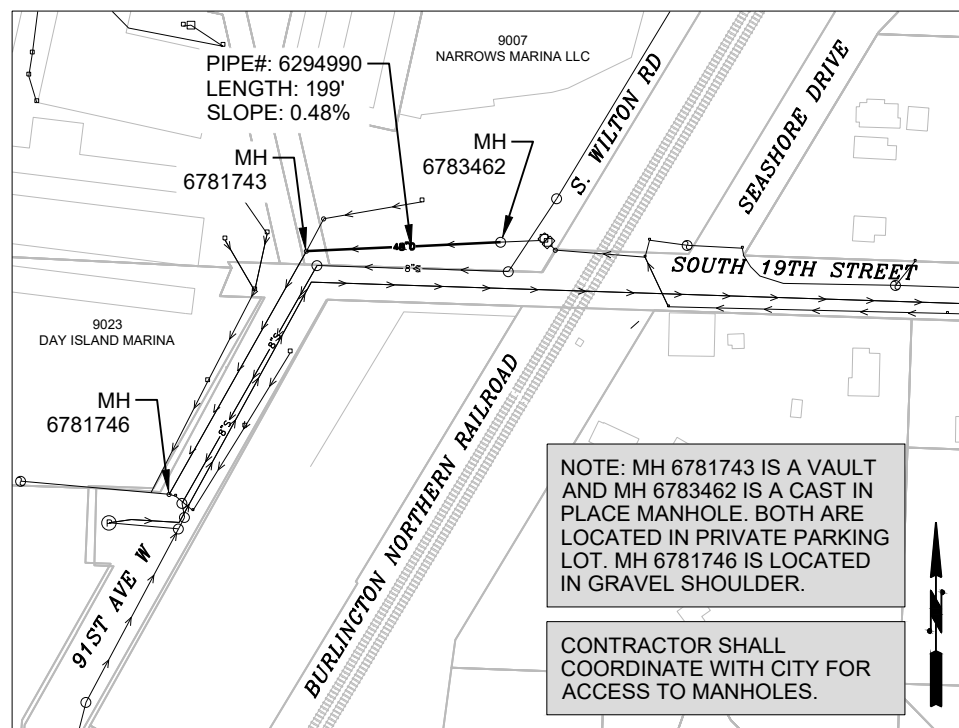 9007
NARROWS MARINA LLC
PIPE#: 6294990
LENGTH: 199'
SLOPE: 0.48%
MH
6781743
MH
6783462
S. WILTON RD
SEASHORE DRIVE
48"D
8"S
SOUTH 19TH STREET
9023
DAY ISLAND MARINA
8"S
8"S
MH
6781746
91ST AVE W
BURLINGTON NORTHERN RAILROAD
NOTE: MH 6781743 IS A VAULT
AND MH 6783462 IS A CAST IN
PLACE MANHOLE. BOTH ARE
LOCATED IN PRIVATE PARKING
LOT. MH 6781746 IS LOCATED
IN GRAVEL SHOULDER.
CONTRACTOR SHALL
COORDINATE WITH CITY FOR
ACCESS TO MANHOLES.
N